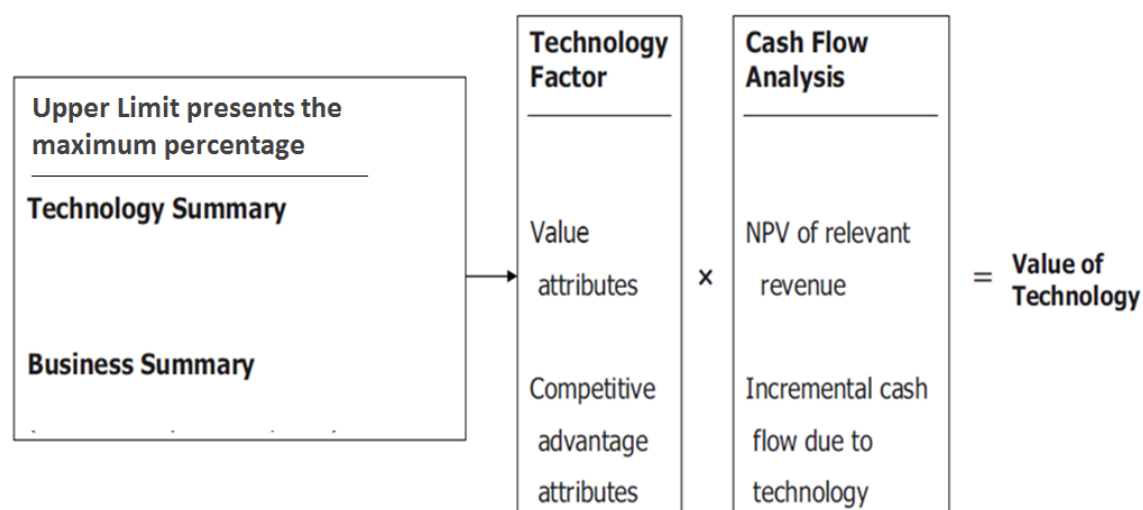 Upper Limit presents the
maximum percentage
Technology Summary
Business Summary
Technology
Factor
Value
attributes
Competitive
advantage
attributes
×
Cash Flow
Analysis
NPV of relevant
revenue
Incremental cash
flow due to
technology
=
Value of
Technology